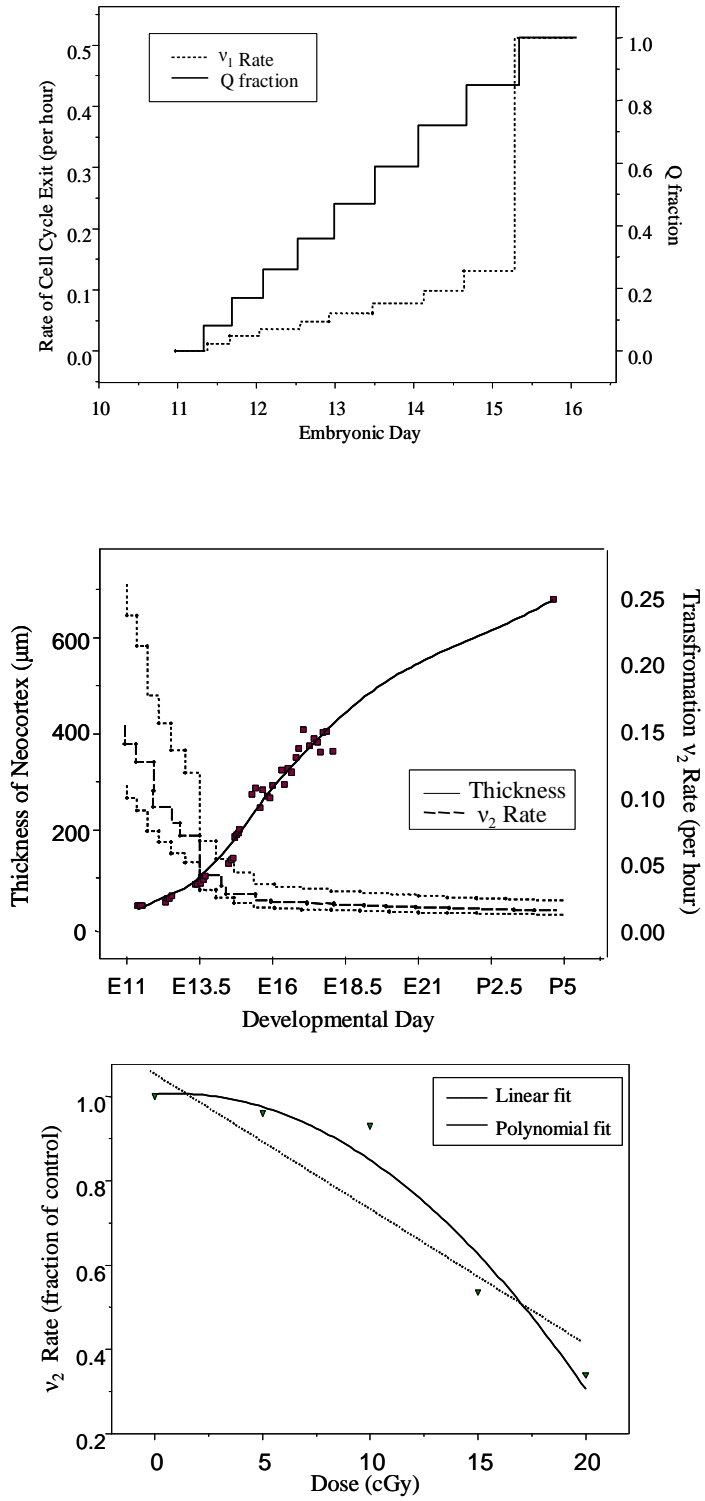 Rate of Cell Cycle Exit (per hour)
0.5
0.4
0.3
0.2
0.1
0.0
ν1 Rate
Q fraction
1.0
0.8
0.6
0.4
0.2
0.0
Q fraction
10 11 12 13 14 15 16
Embryonic Day
Thickness of Neocortex (µm)
600
400
200
0
Thickness
ν2 Rate
0.25
0.20
0.15
0.10
0.05
0.00
Transfromation ν2 Rate (per hour)
E11 E13.5 E16 E18.5 E21 P2.5 P5
Developmental Day
ν2 Rate (fraction of control)
1.0
0.8
0.6
0.4
0.2
Linear fit
Polynomial fit
0 5 10 15 20
Dose (cGy)